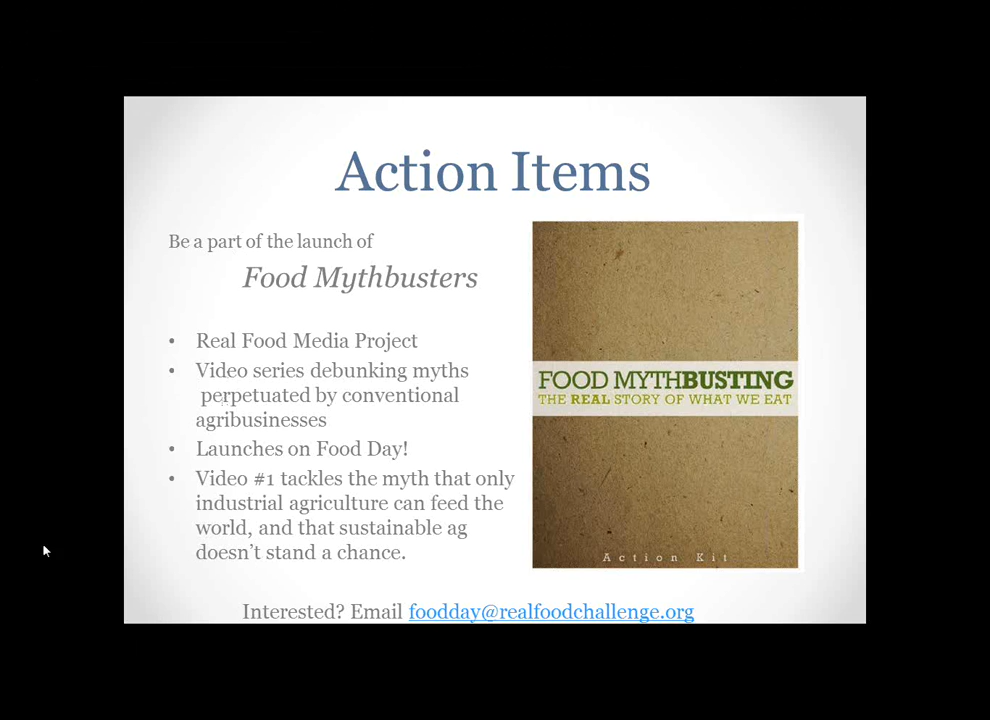 Action Items
Be a part of the launch of
Food Mythbusters
• Real Food Media Project
• Video series debunking myths
perpetuated by conventional
agribusinesses
• Launches on Food Day!
• Video #1 tackles the myth that only
industrial agriculture can feed the
world, and that sustainable ag
doesn’t stand a chance.
FOOD MYTHBUSTING
THE REAL STORY OF WHAT WE EAT
Action Kit
Interested? Email foodday@realfoodchallenge.org